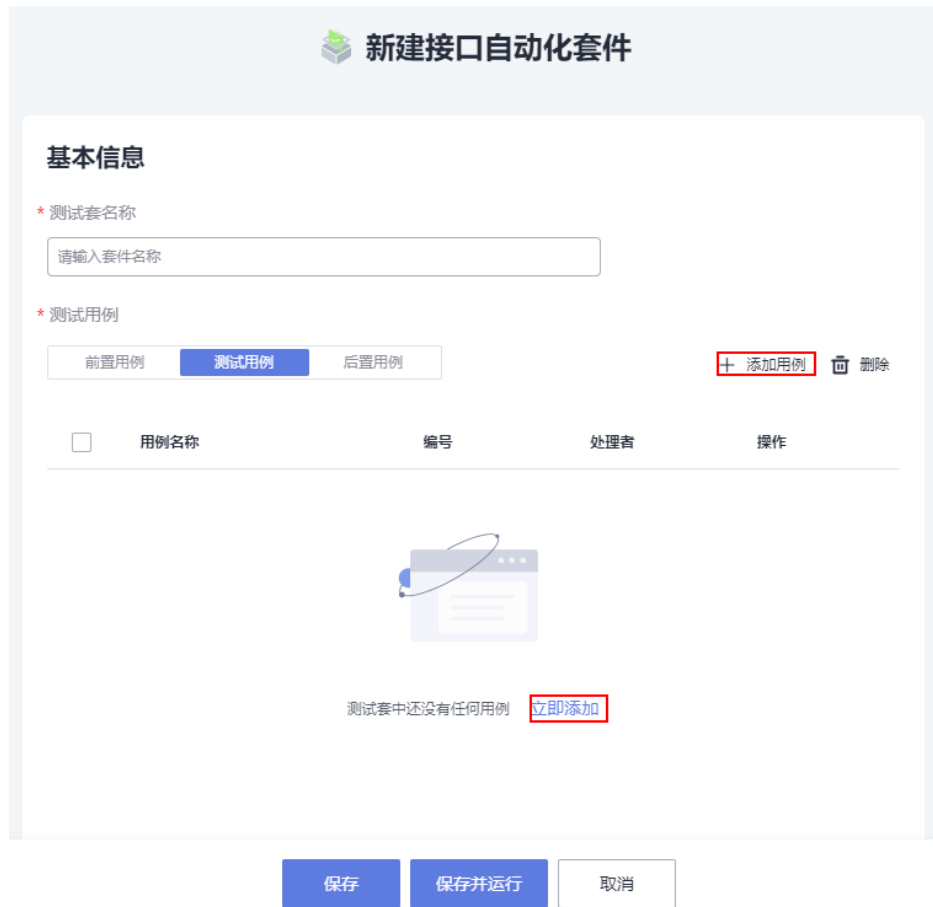 新建接口自动化套件
基本信息
* 测试套名称
请输入套件名称
* 测试用例
前置用例 测试用例 后置用例 + 添加用例 删除
用例名称 编号 处理者 操作
测试套中还没有任何用例 立即添加
保存 保存并运行 取消